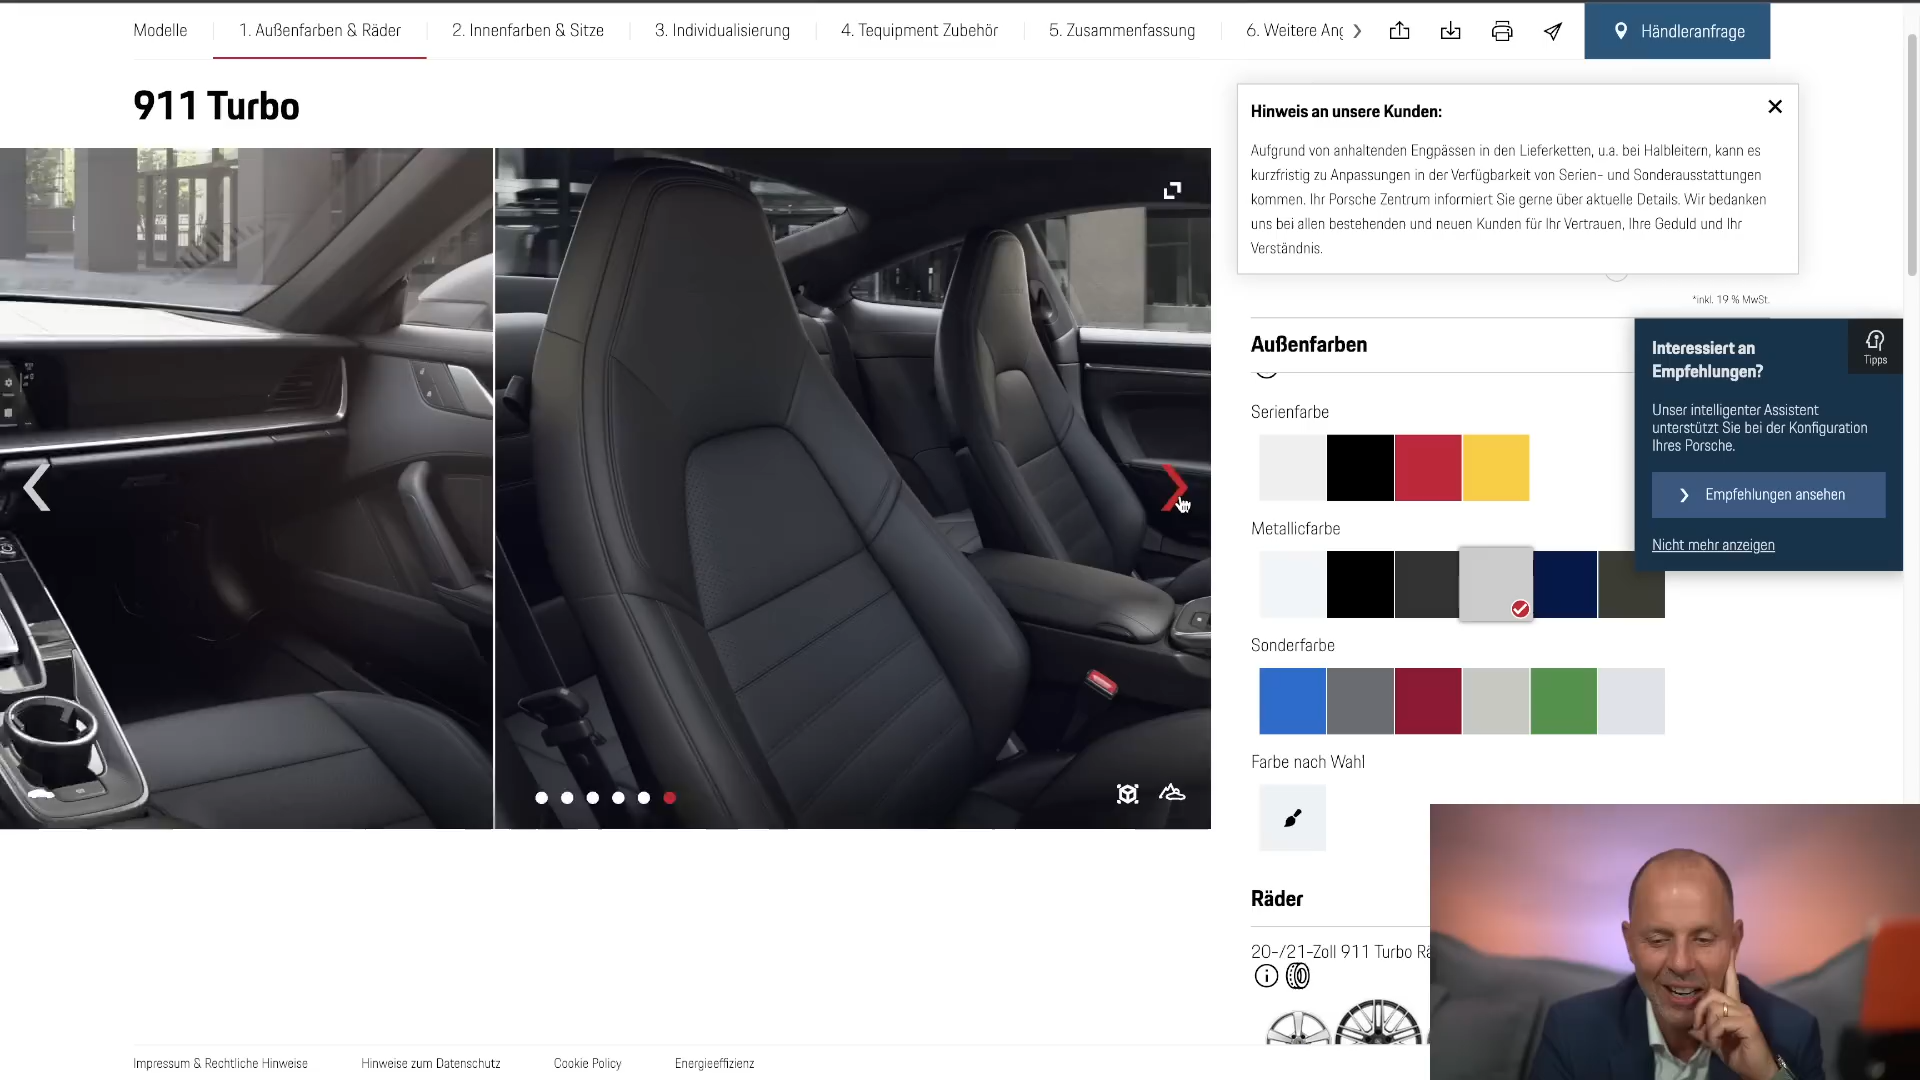 Modelle
1. Außenfarben & Räder
2. Innenfarben & Sitze
3. Individualisierung
4. Tequipment Zubehör
5. Zusammenfassung
6. Weitere Ang
Händleranfrage
911 Turbo
Hinweis an unsere Kunden:
Aufgrund von anhaltenden Engpässen in den Lieferketten, u.a. bei Halbleitern, kann es
kurzfristig zu Anpassungen in der Verfügbarkeit von Serien- und Sonderausstattungen
kommen. Ihr Porsche Zentrum informiert Sie gerne über aktuelle Details. Wir bedanken
uns bei allen bestehenden und neuen Kunden für Ihr Vertrauen, Ihre Geduld und Ihr
Verständnis.
*inkl. 19 % MwSt.
Außenfarben
Interessiert an
Empfehlungen?
Tipps
Unser intelligenter Assistent
unterstützt Sie bei der Konfiguration
Ihres Porsche.
Empfehlungen ansehen
Nicht mehr anzeigen
Serienfarbe
Metallicfarbe
Sonderfarbe
Farbe nach Wahl
Räder
20-/21-Zoll 911 Turbo Rä
Impressum & Rechtliche Hinweise
Hinweise zum Datenschutz
Cookie Policy
Energieeffizienz